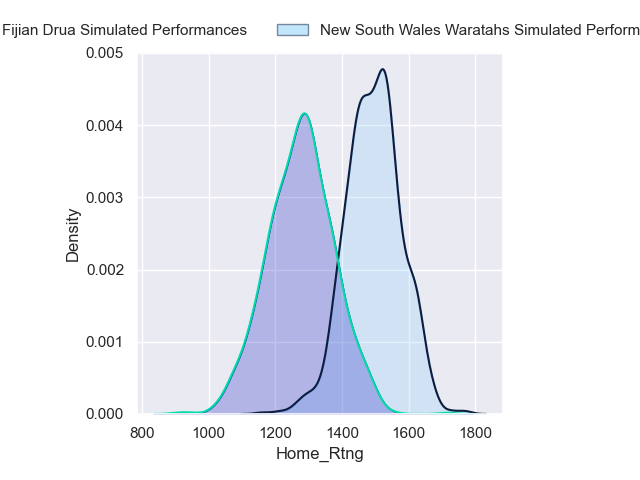 Fijian Drua Simulated Performances
New South Wales Waratahs Simulated Perform
0.005
0.004
0.003
0.002
0.001
0.000
Density
800 1000 1200 1400 1600 1800
Home_Rtng